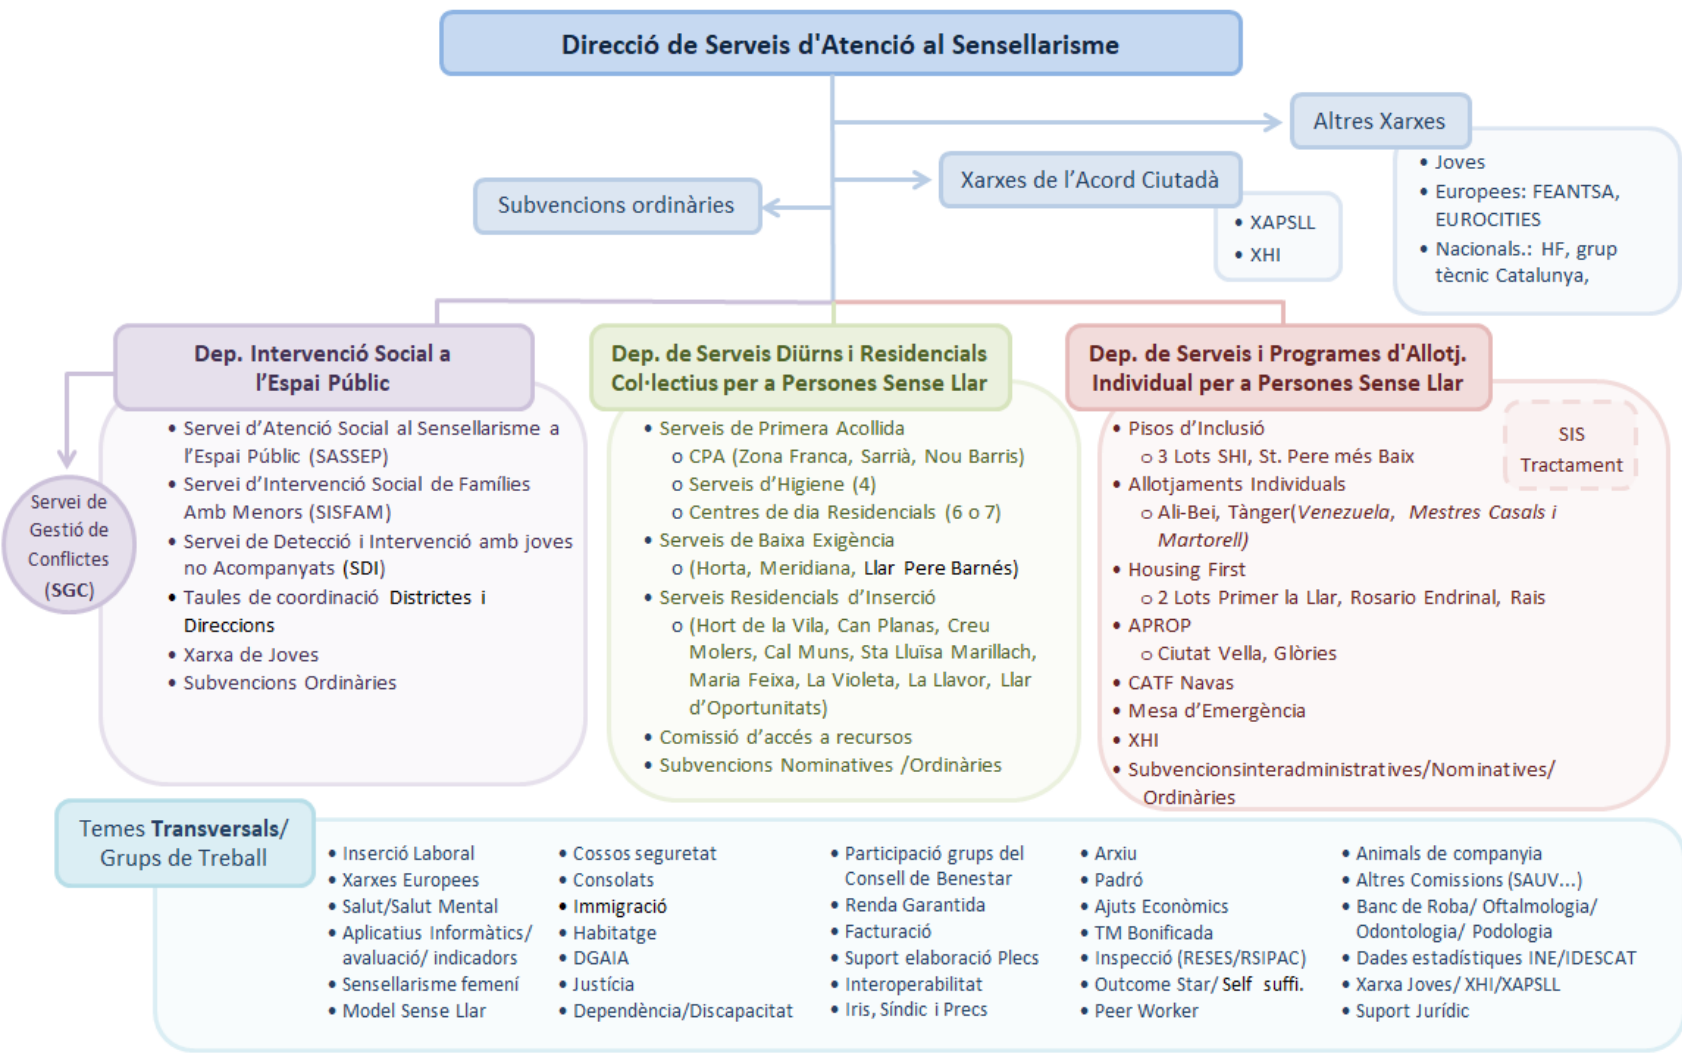 Direcció de Serveis d'Atenció al Sensellarisme
Altres Xarxes
• Joves
• Europees: FEANTSA,
EUROCITIES
• Nacionals.: HF, grup
tècnic Catalunya,
Xarxes de l’Acord Ciutadà
• XAPSLL
• XHI
Subvencions ordinàries
Dep. Intervenció Social a
l’Espai Públic
• Servei d’Atenció Social al Sensellarisme a
l’Espai Públic (SASSEP)
• Servei d’Intervenció Social de Famílies
Amb Menors (SISFAM)
• Servei de Detecció i Intervenció amb joves
no Acompanyats (SDI)
• Taules de coordinació Districtes i
Direccions
• Xarxa de Joves
• Subvencions Ordinàries
Servei de
Gestió de
Conflictes
(SGC)
Dep. de Serveis Diürns i Residencials
Col·lectius per a Persones Sense Llar
• Serveis de Primera Acollida
o CPA (Zona Franca, Sarrià, Nou Barris)
o Serveis d’Higiene (4)
o Centres de dia Residencials (6 o 7)
• Serveis de Baixa Exigència
o (Horta, Meridiana, Llar Pere Barnés)
• Serveis Residencials d’Inserció
o (Hort de la Vila, Can Planas, Creu
Molers, Cal Muns, Sta Lluïsa Marillach,
Maria Feixa, La Violeta, La Llavor, Llar
d’Oportunitats)
• Comissió d’accés a recursos
• Subvencions Nominatives /Ordinàries
Dep. de Serveis i Programes d'Allotj.
Individual per a Persones Sense Llar
SIS
Tractament
• Pisos d’Inclusió
o 3 Lots SHI, St. Pere més Baix
• Allotjaments Individuals
o Ali-Bei, Tànger(Venezuela, Mestres Casals i
Martorell)
• Housing First
o 2 Lots Primer la Llar, Rosario Endrinal, Rais
• APROP
o Ciutat Vella, Glòries
• CATF Navas
• Mesa d’Emergència
• XHI
• Subvencionsinteradministratives/Nominatives/
Ordinàries
Temes Transversals/
Grups de Treball
• Inserció Laboral
• Xarxes Europees
• Salut/Salut Mental
• Aplicatius Informàtics/
avaluació/ indicadors
• Sensellarisme femení
• Model Sense Llar
• Cossos seguretat
• Consolats
• Immigració
• Habitatge
• DGAIA
• Justícia
• Dependència/Discapacitat
• Participació grups del
Consell de Benestar
• Renda Garantida
• Facturació
• Suport elaboració Plecs
• Interoperabilitat
• Iris, Síndic i Precs
• Arxiu
• Padró
• Ajuts Econòmics
• TM Bonificada
• Inspecció (RESES/RSIPAC)
• Outcome Star/ Self suffi.
• Peer Worker
• Animals de companyia
• Altres Comissions (SAUV...)
• Banc de Roba/ Oftalmologia/
Odontologia/ Podologia
• Dades estadístiques INE/IDESCAT
• Xarxa Joves/ XHI/XAPSLL
• Suport Jurídic